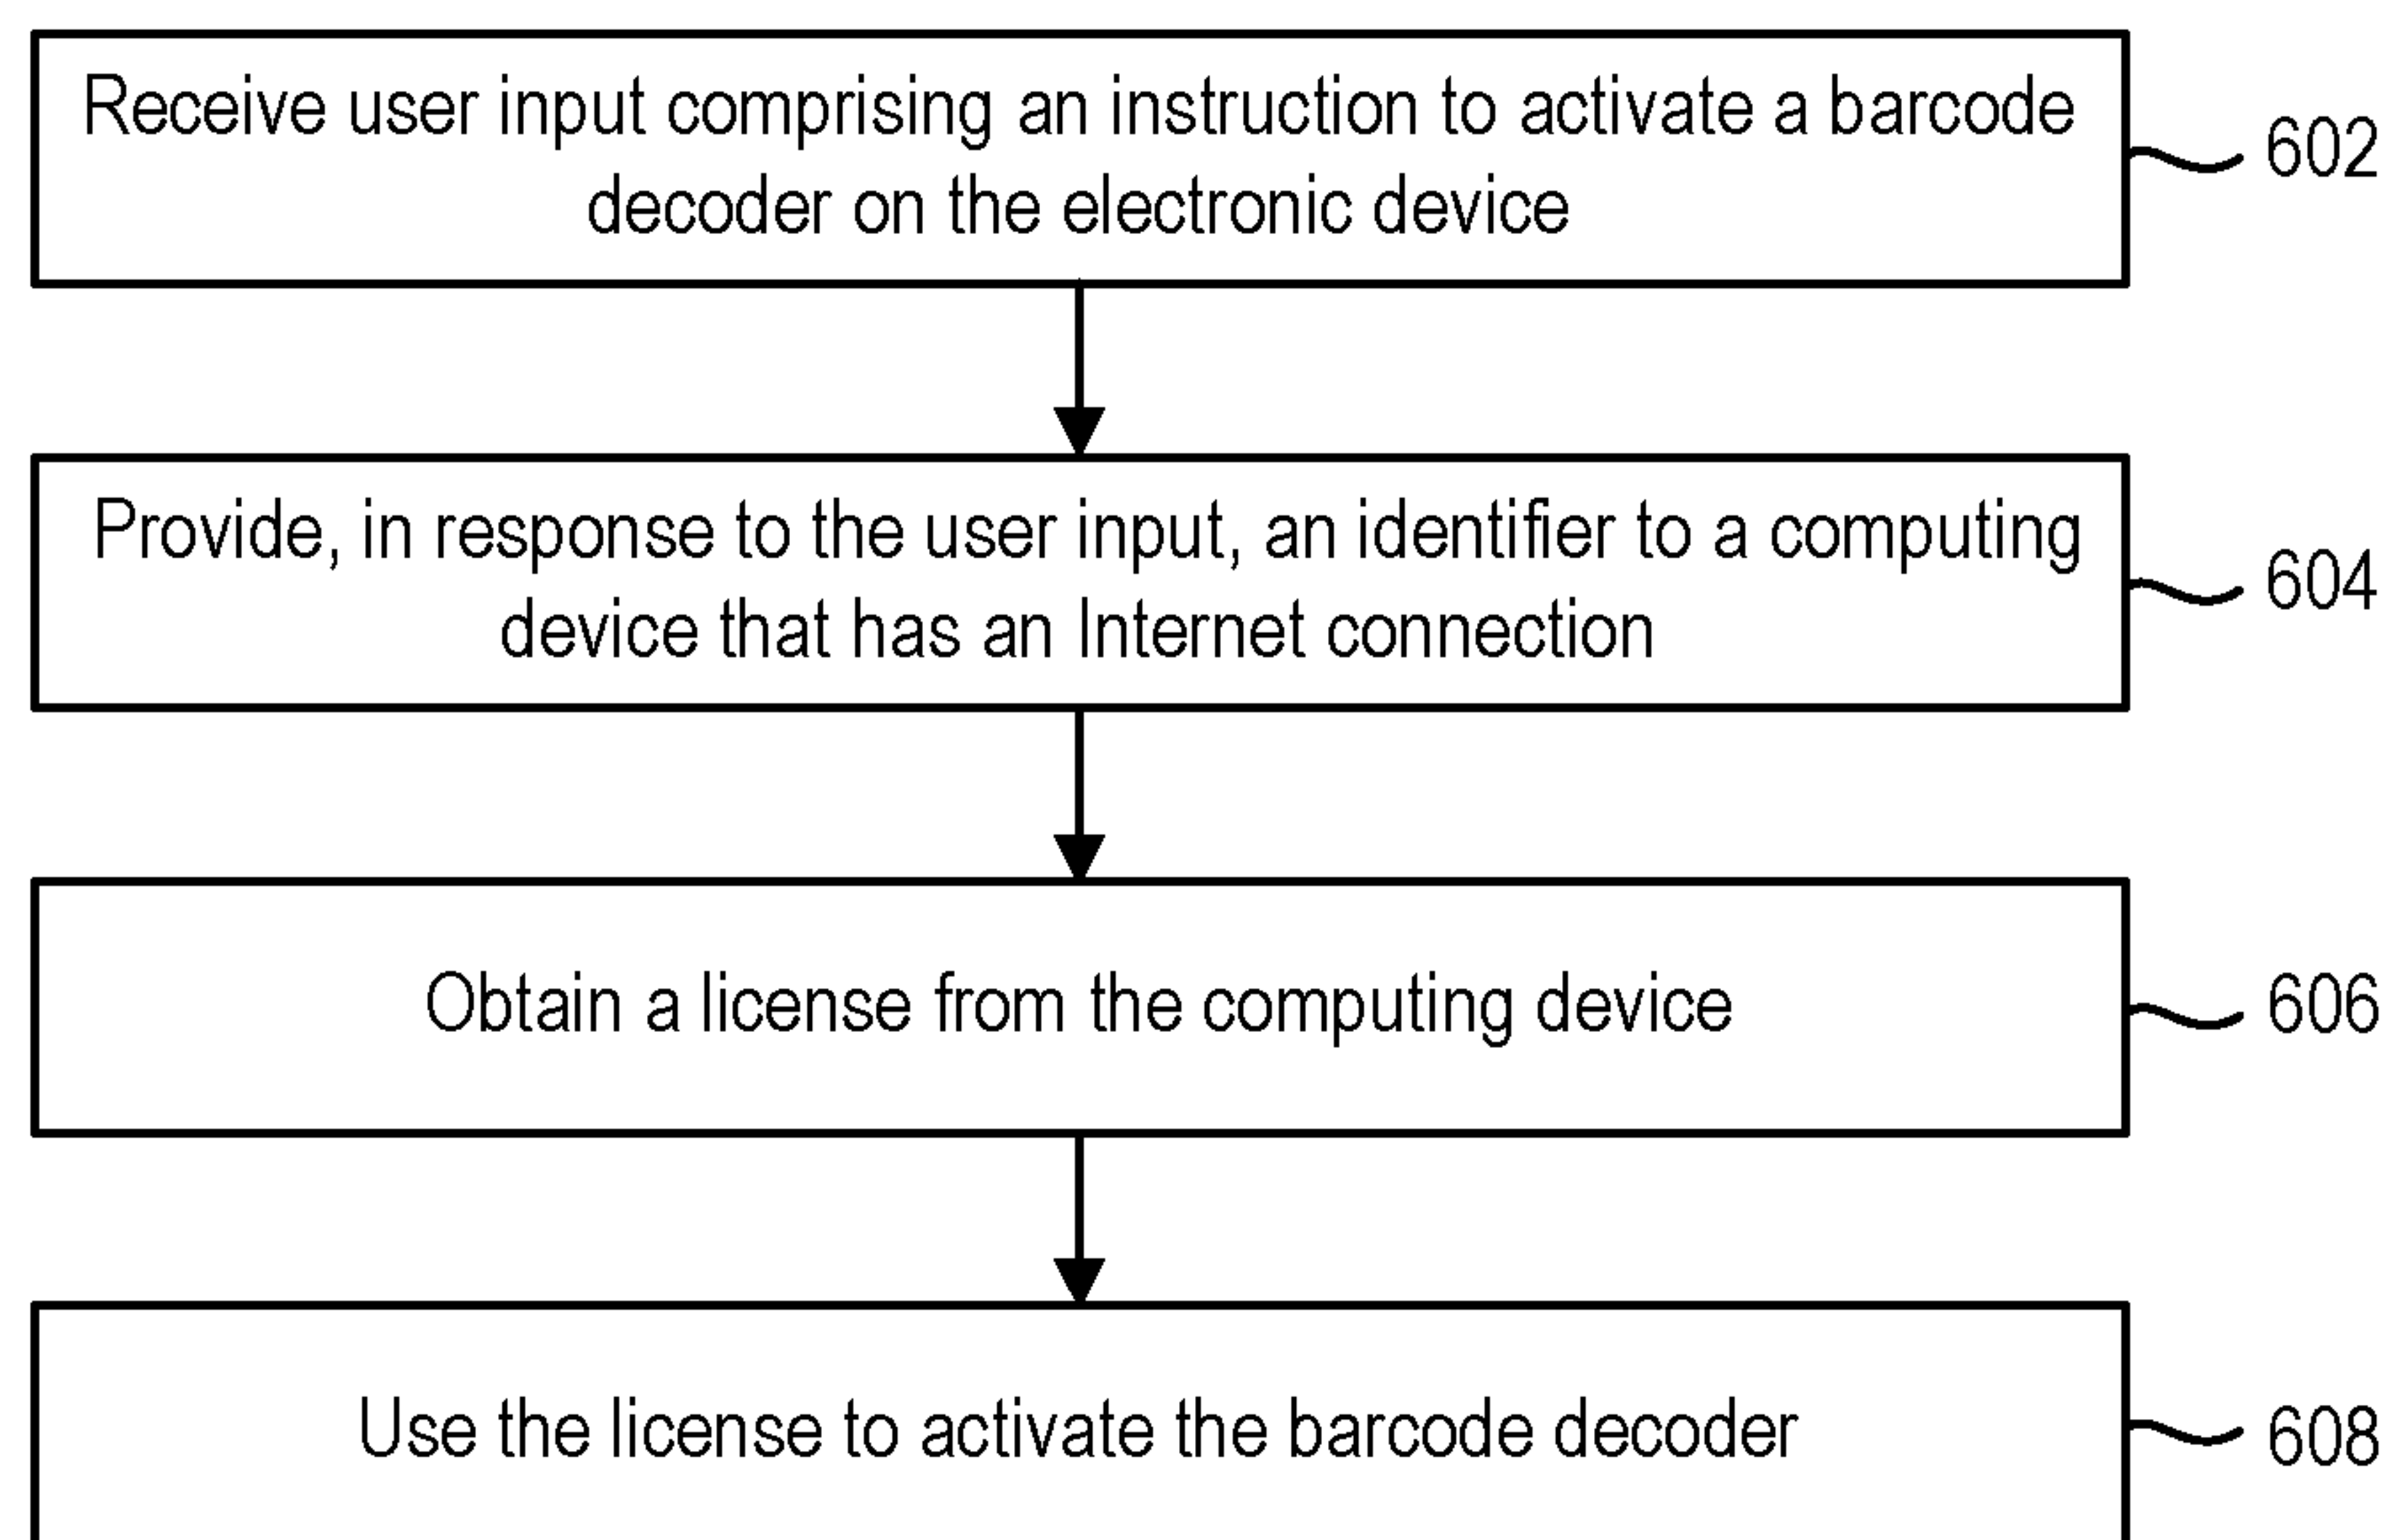 Receive user input comprising an instruction to activate a barcode
decoder on the electronic device
602
Provide, in response to the user input, an identifier to a computing
device that has an Internet connection
604
Obtain a license from the computing device
606
Use the license to activate the barcode decoder
608